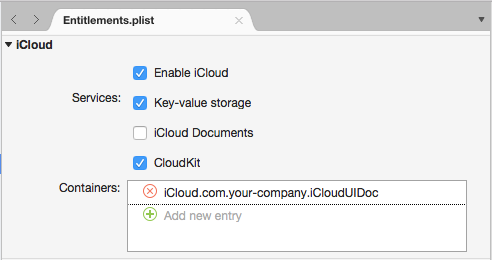 Entitlements.plist
iCloud
Enable iCloud
Services:
Key-value storage
iCloud Documents
CloudKit
Containers:
iCloud.com.your-company.iCloudUIDoc
Add new entry